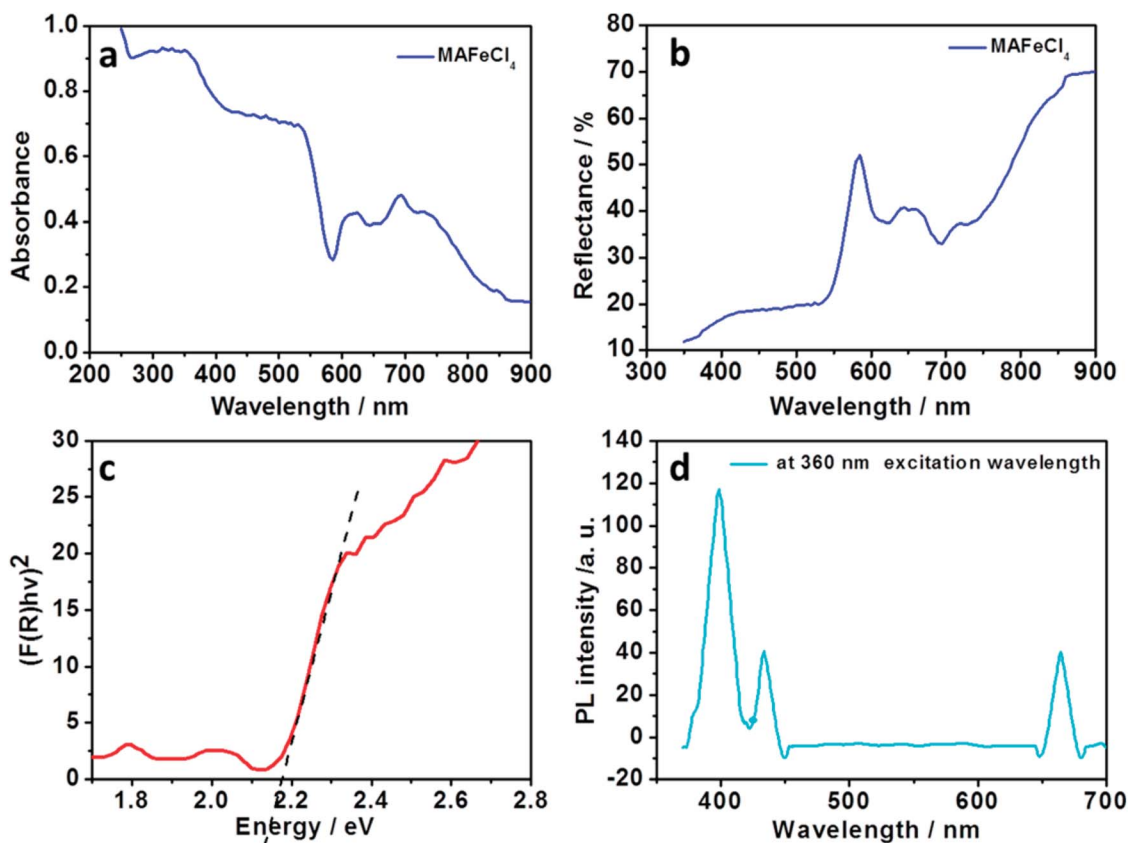 a
MAFeCl₄
Absorbance
1.0
0.8
0.6
0.4
0.2
0.0
200 300 400 500 600 700 800 900
Wavelength / nm
b
MAFeCl₄
Reflectance / %
80
70
60
50
40
30
20
10
300 400 500 600 700 800 900
Wavelength / nm
c
(F(R)hv)²
30
25
20
15
10
5
0
1.8 2.0 2.2 2.4 2.6 2.8
Energy / eV
d
at 360 nm excitation wavelength
PL intensity /a. u.
140
120
100
80
60
40
20
0
-20
400 500 600 700
Wavelength / nm